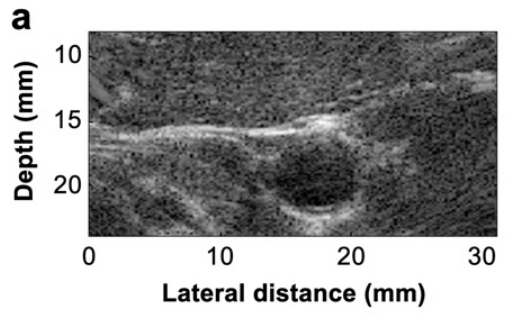 a
10
15
20
Depth (mm)
0 10 20 30
Lateral distance (mm)